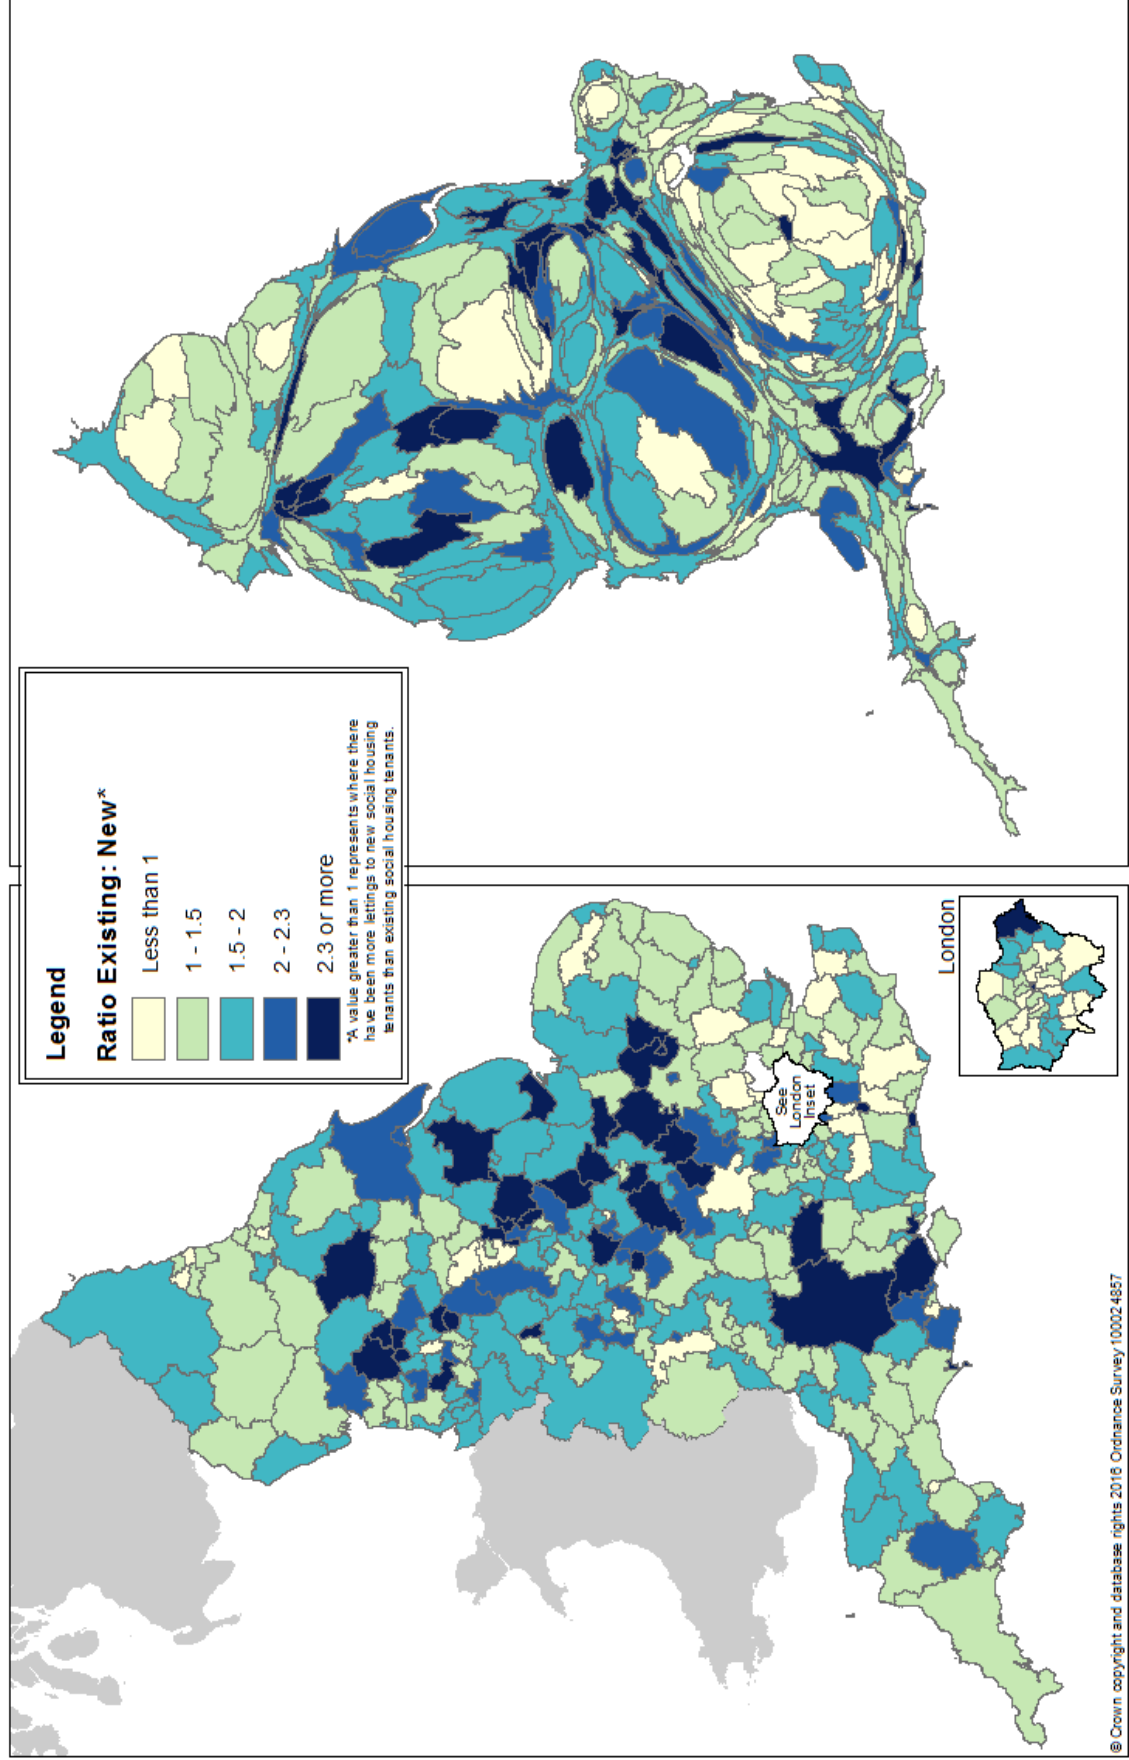 Legend
Ratio Existing: New*
Less than 1
1 - 1.5
1.5 - 2
2 - 2.3
2.3 or more
*A value greater than 1 represents where there
have been more lettings to new social housing
tenants than existing social housing tenants.
See
London
Inset
London
© Crown copyright and database rights 2016 Ordnance Survey 100024857